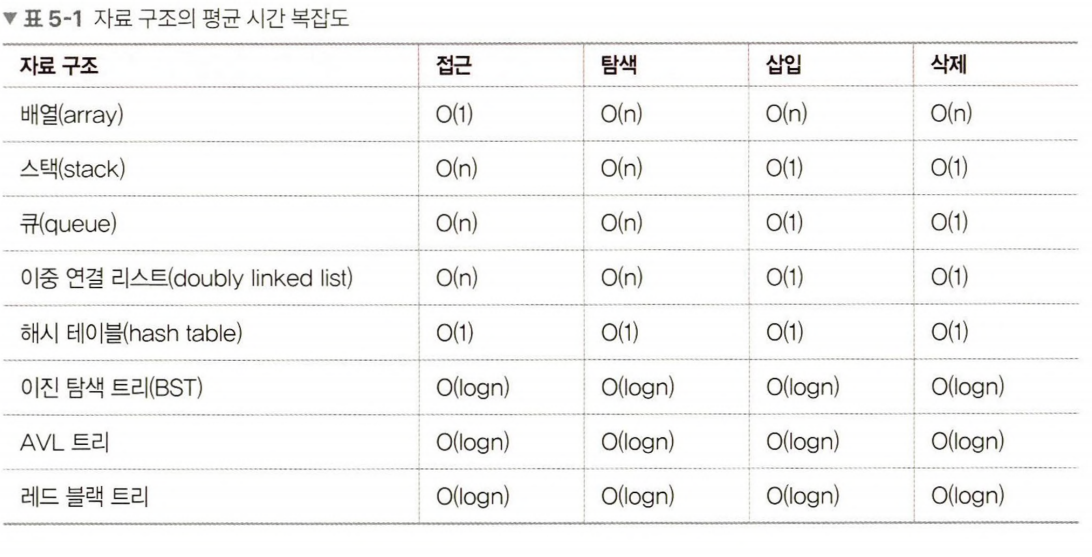 ▼ 표 5-1 자료 구조의 평균 시간 복잡도
자료 구조 접근 탐색 삽입 삭제
배열(array) O(1) O(n) O(n) O(n)
스택(stack) O(n) O(n) O(1) O(1)
큐(queue) O(n) O(n) O(1) O(1)
이중 연결 리스트(doubly linked list) O(n) O(n) O(1) O(1)
해시 테이블(hash table) O(1) O(1) O(1) O(1)
이진 탐색 트리(BST) O(logn) O(logn) O(logn) O(logn)
AVL 트리 O(logn) O(logn) O(logn) O(logn)
레드 블랙 트리 O(logn) O(logn) O(logn) O(logn)